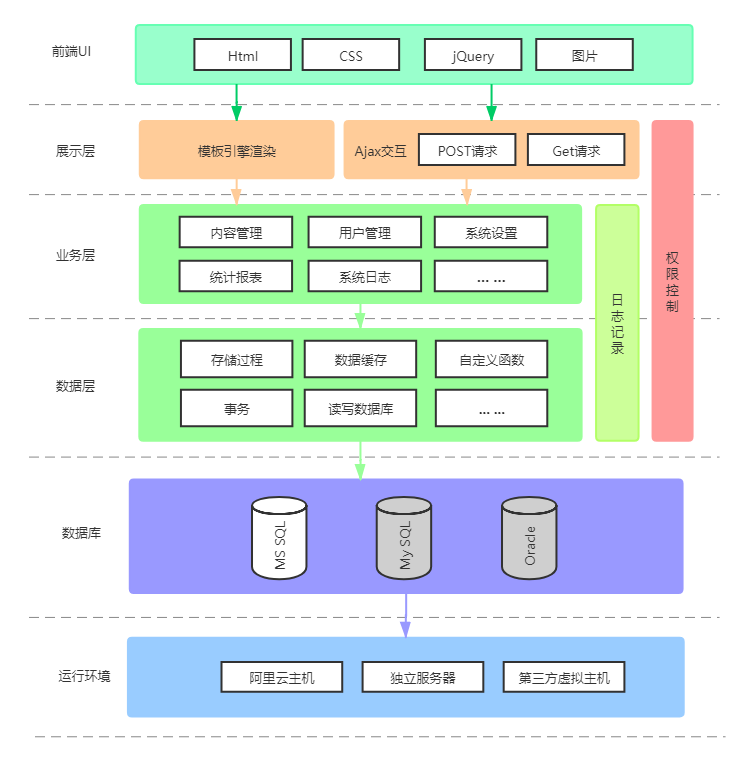 前端UI
Html
CSS
jQuery
图片
展示层
模板引擎渲染
Ajax交互
POST请求
Get请求
业务层
内容管理
用户管理
系统设置
统计报表
系统日志
... ...
日志记录
权限控制
数据层
存储过程
数据缓存
自定义函数
事务
读写数据库
... ...
数据库
MS SQL
My SQL
Oracle
运行环境
阿里云主机
独立服务器
第三方虚拟主机